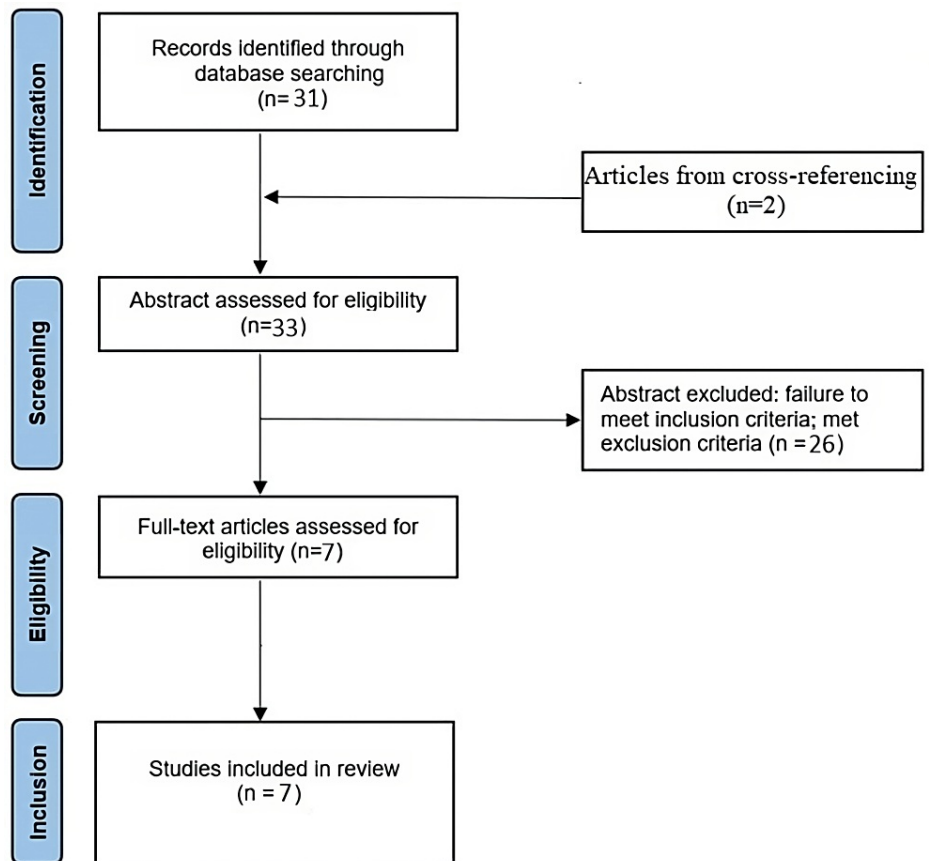 Identification
Records identified through
database searching
(n= 31)
Articles from cross-referencing
(n=2)
Screening
Abstract assessed for eligibility
(n=33)
Abstract excluded: failure to
meet inclusion criteria; met
exclusion criteria (n =26)
Eligibility
Full-text articles assessed for
eligibility (n=7)
Inclusion
Studies included in review
(n = 7)